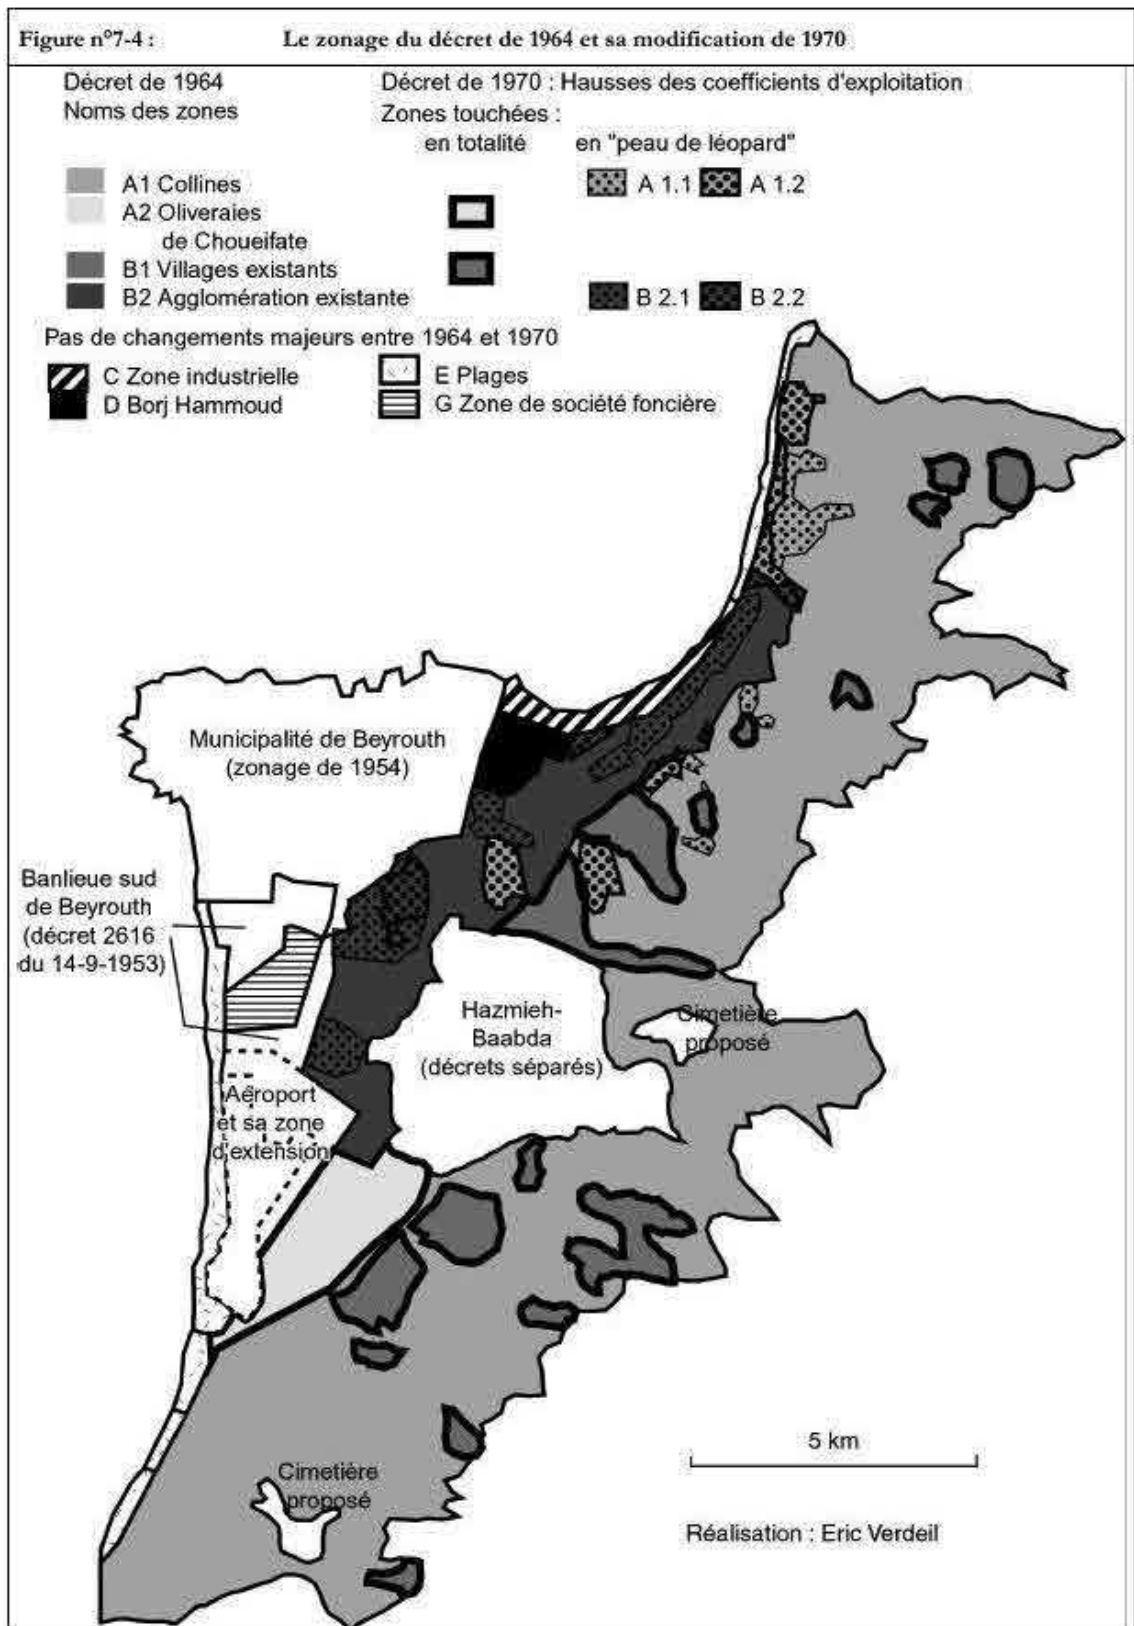 Figure n°7-4 : Le zonage du décret de 1964 et sa modification de 1970
Décret de 1964
Noms des zones
Décret de 1970 : Hausses des coefficients d'exploitation
Zones touchées :
en totalité
en "peau de léopard"
A1 Collines
A 1.1
A 1.2
A2 Oliveraies
de Choueifate
B1 Villages existants
B2 Agglomération existante
B 2.1
B 2.2
Pas de changements majeurs entre 1964 et 1970
C Zone industrielle
E Plages
D Borj Hammoud
G Zone de société foncière
Municipalité de Beyrouth
(zonage de 1954)
Banlieue sud
de Beyrouth
(décret 2616
du 14-9-1953)
Hazmieh-
Baabda
(décrets séparés)
Cimetière
proposé
Aéroport
et sa zone
d'extension
5 km
Cimetière
proposé
Réalisation : Eric Verdeil